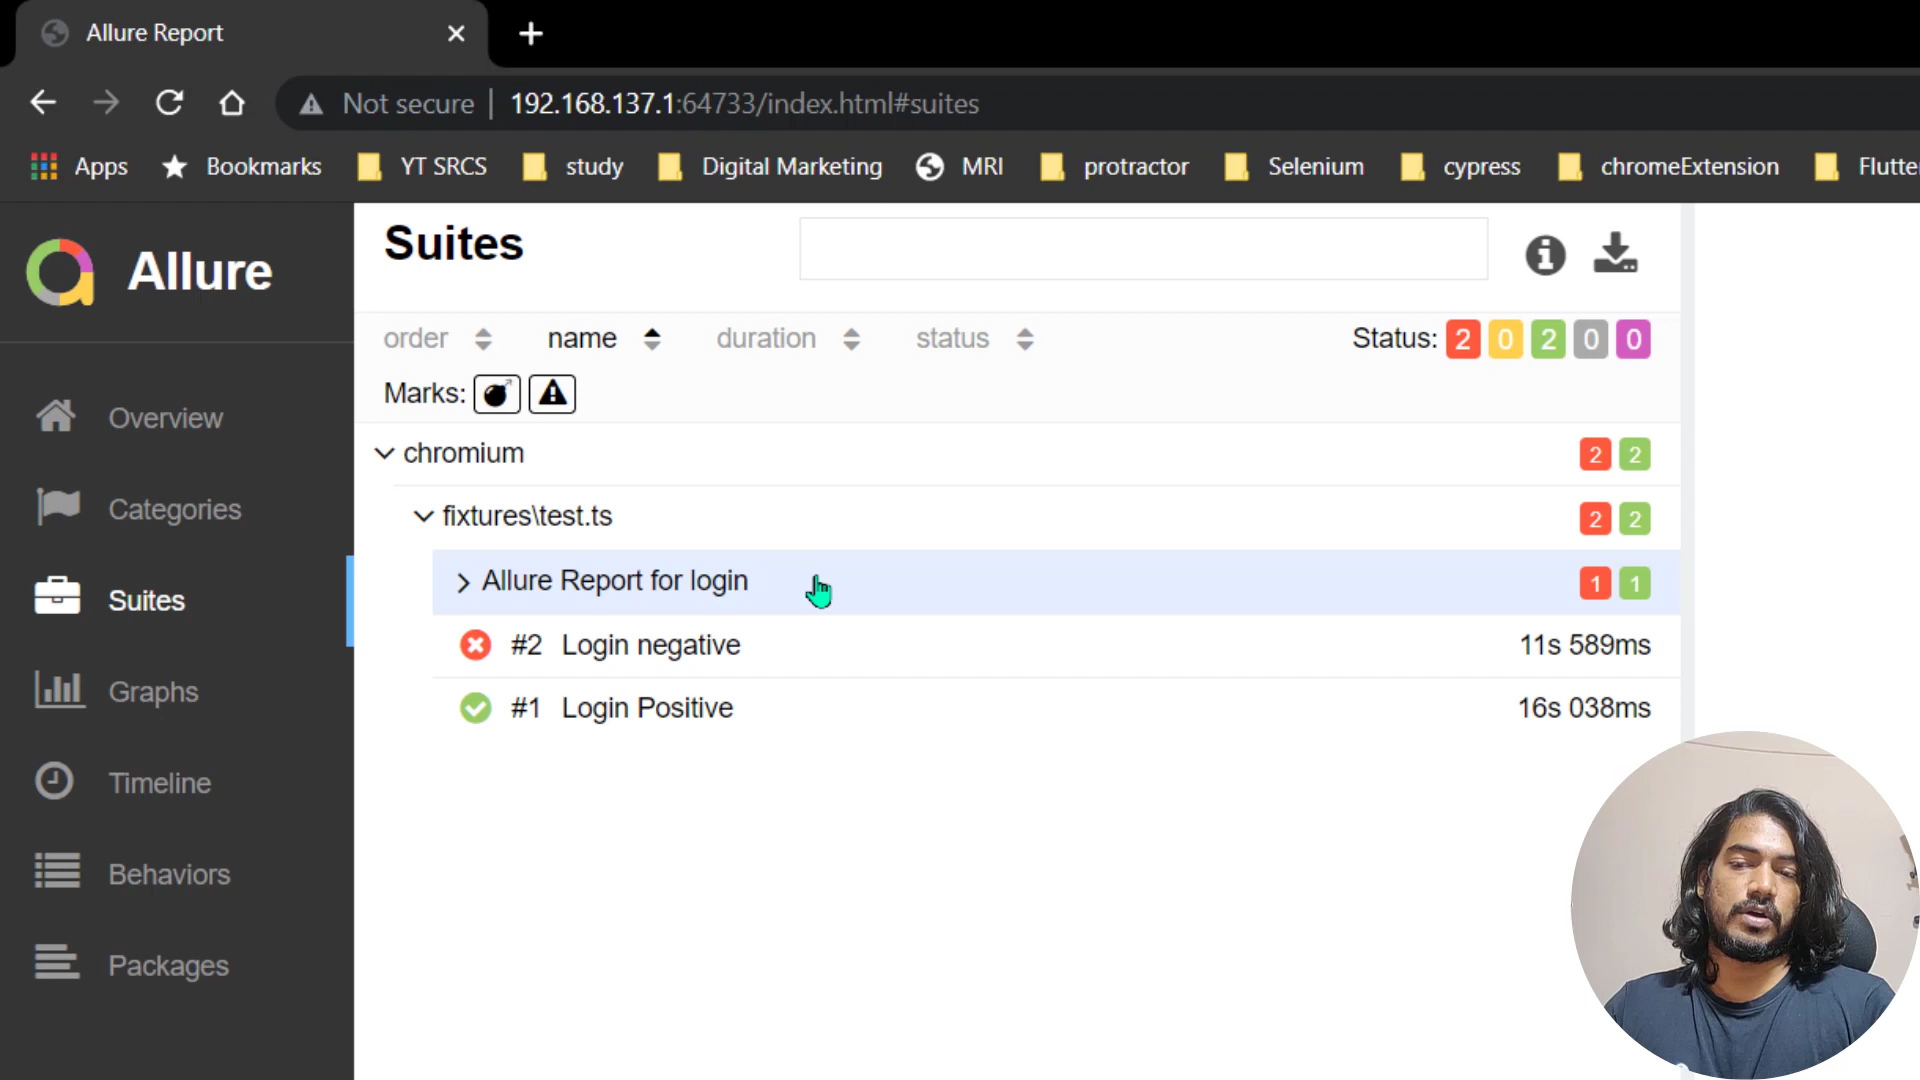 Allure Report
Not secure 192.168.137.1:64733/index.html#suites
Apps Bookmarks YT SRCS study Digital Marketing MRI protractor Selenium cypress chromeExtension Flutte
Allure
Overview
Categories
Suites
Graphs
Timeline
Behaviors
Packages
Suites
order name duration status Status: 2 0 2 0 0
Marks:
chromium 2 2
fixtures\test.ts 2 2
Allure Report for login 1 1
#2 Login negative 11s 589ms
#1 Login Positive 16s 038ms